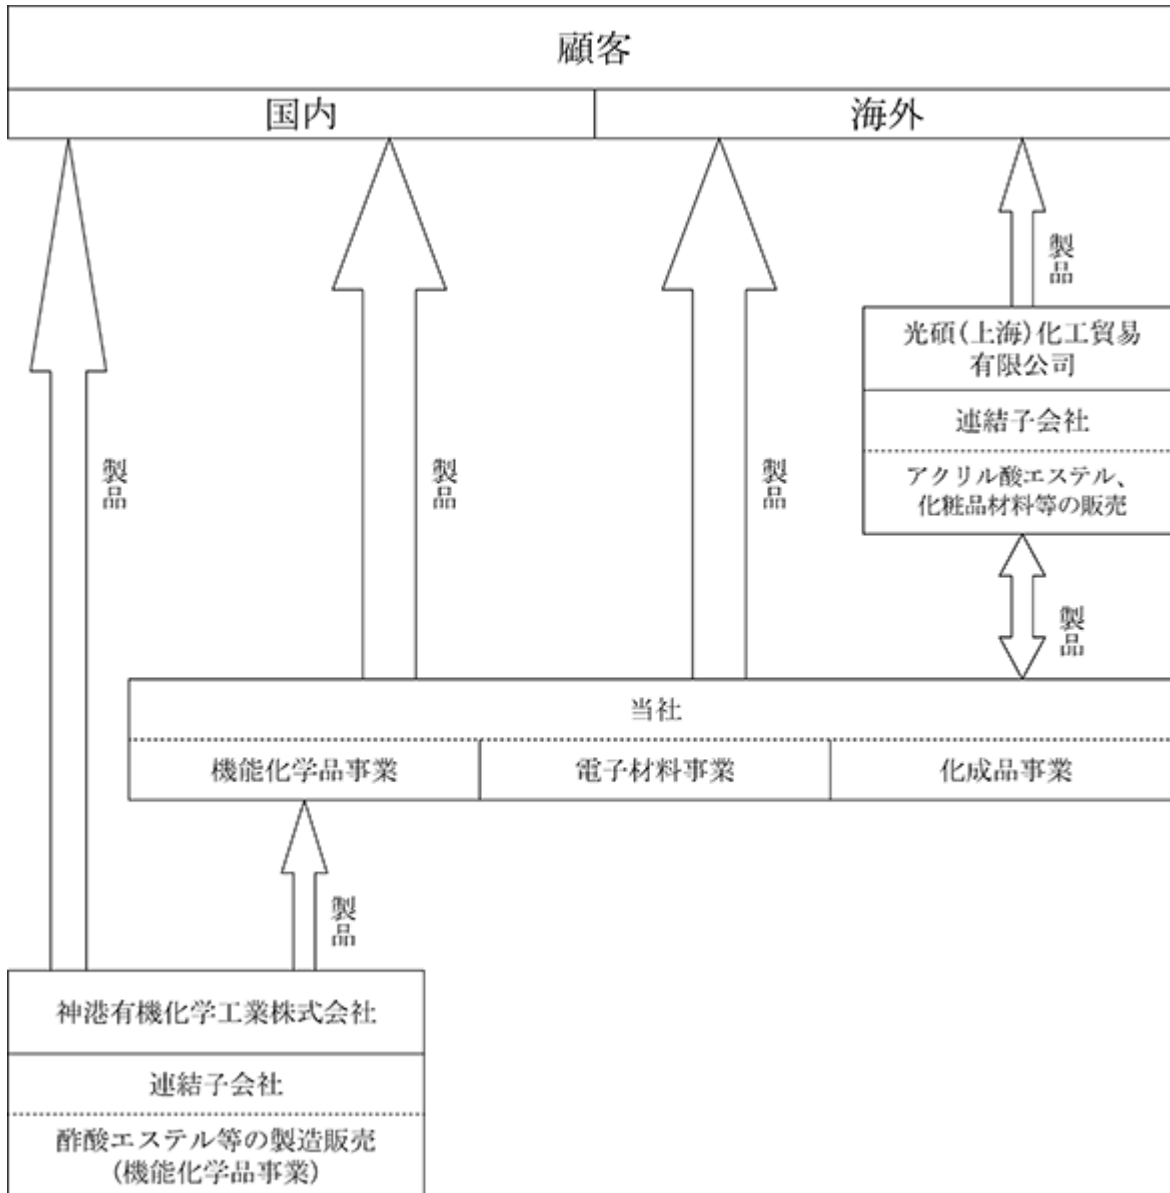 顧客
国内
海外
製品
光碩(上海)化工貿易
有限公司
連結子会社
アクリル酸エステル、
化粧品材料等の販売
製品
製品
製品
製品
当社
機能化学品事業
電子材料事業
化成品事業
製品
神港有機化学工業株式会社
連結子会社
酢酸エステル等の製造販売
(機能化学品事業)